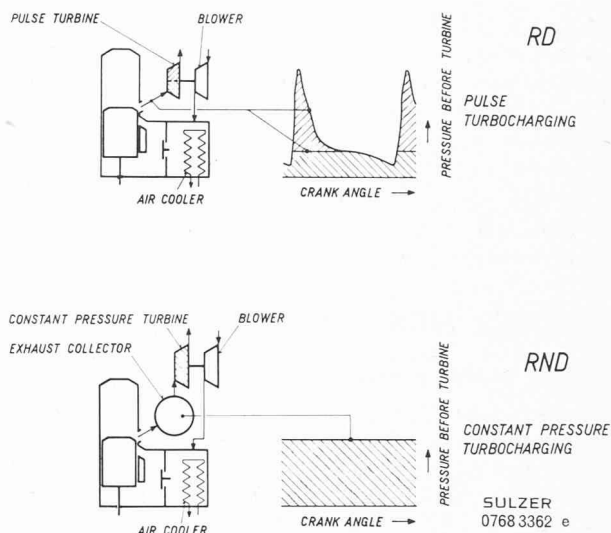 PULSE TURBINE
BLOWER
AIR COOLER
CRANK ANGLE
PRESSURE BEFORE TURBINE
RD
PULSE
TURBOCHARGING
CONSTANT PRESSURE TURBINE
EXHAUST COLLECTOR
BLOWER
AIR COOLER
CRANK ANGLE
PRESSURE BEFORE TURBINE
RND
CONSTANT PRESSURE
TURBOCHARGING
SULZER
0768 3362 e